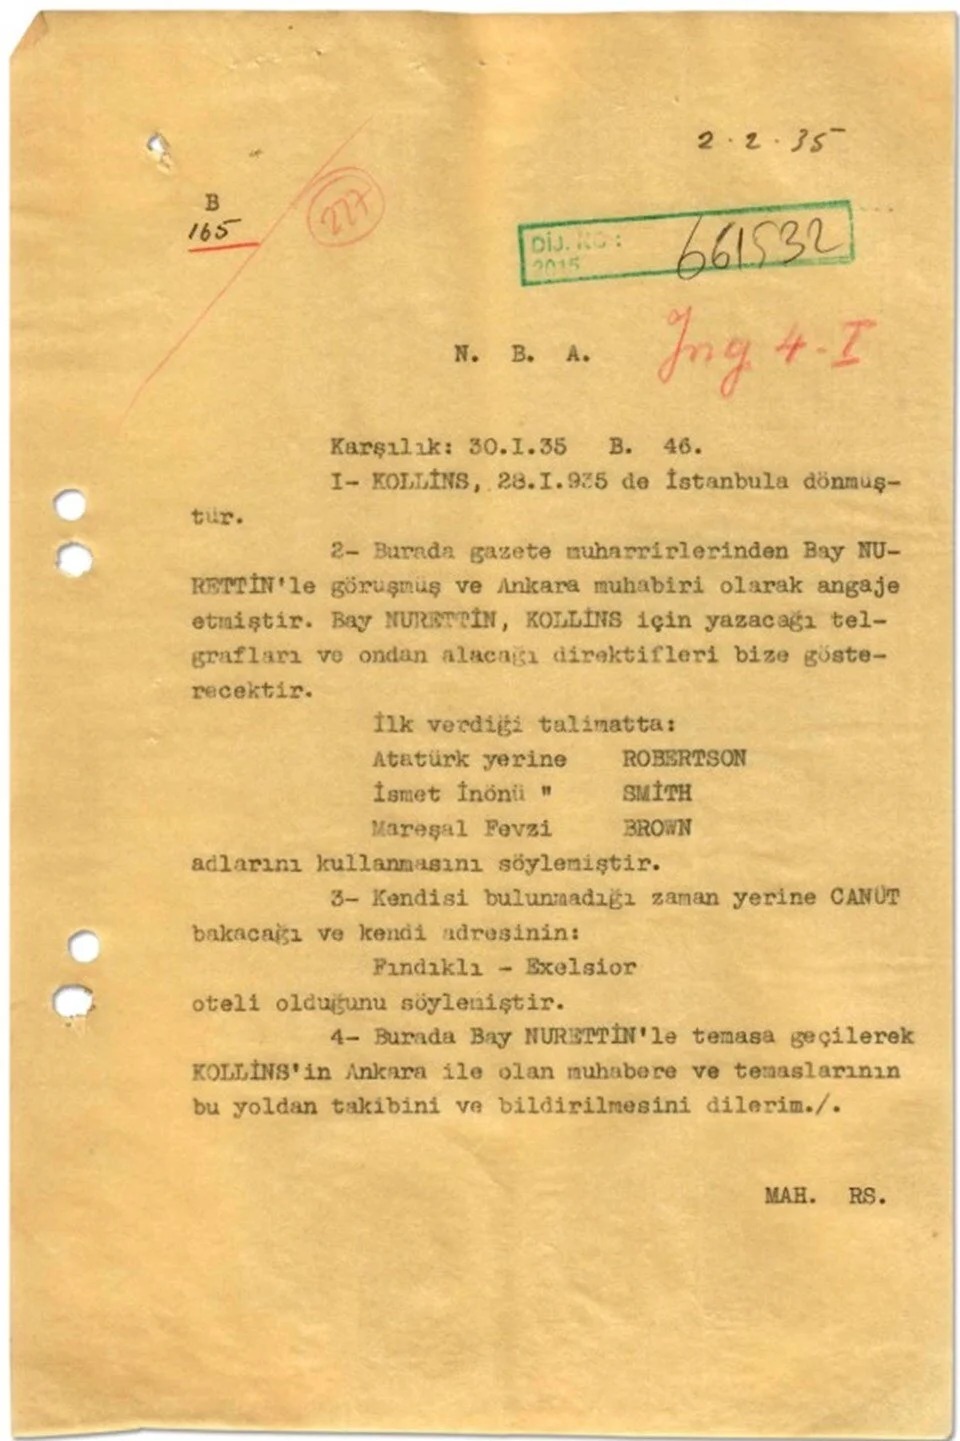 2.2.35
B
165
227
DİJ. NO :
2015
661532
N. B. A.
İng 4-I
Karşılık: 30.I.35 B. 46.
I- KOLLİNS, 28.I.935 de İstanbula dönmüş-
tür.
2- Burada gazete muharrirlerinden Bay NU-
RETTİN'le görüşmüş ve Ankara muhabiri olarak angaje
etmiştir. Bay NURETTİN, KOLLİNS için yazacağı tel-
grafları ve ondan alacağı direktifleri bize göste-
recektir.
İlk verdiği talimatta:
Atatürk yerine ROBERTSON
İsmet İnönü " SMİTH
Mareşal Fevzi BROWN
adlarını kullanmasını söylemiştir.
3- Kendisi bulunmadığı zaman yerine CANÜT
bakacağı ve kendi adresinin:
Fındıklı - Exelsior
oteli olduğunu söylemiştir.
4- Burada Bay NURETTİN'le temasa geçilerek
KOLLİNS'in Ankara ile olan muhabere ve temaslarının
bu yoldan takibini ve bildirilmesini dilerim./.
MAH. RS.